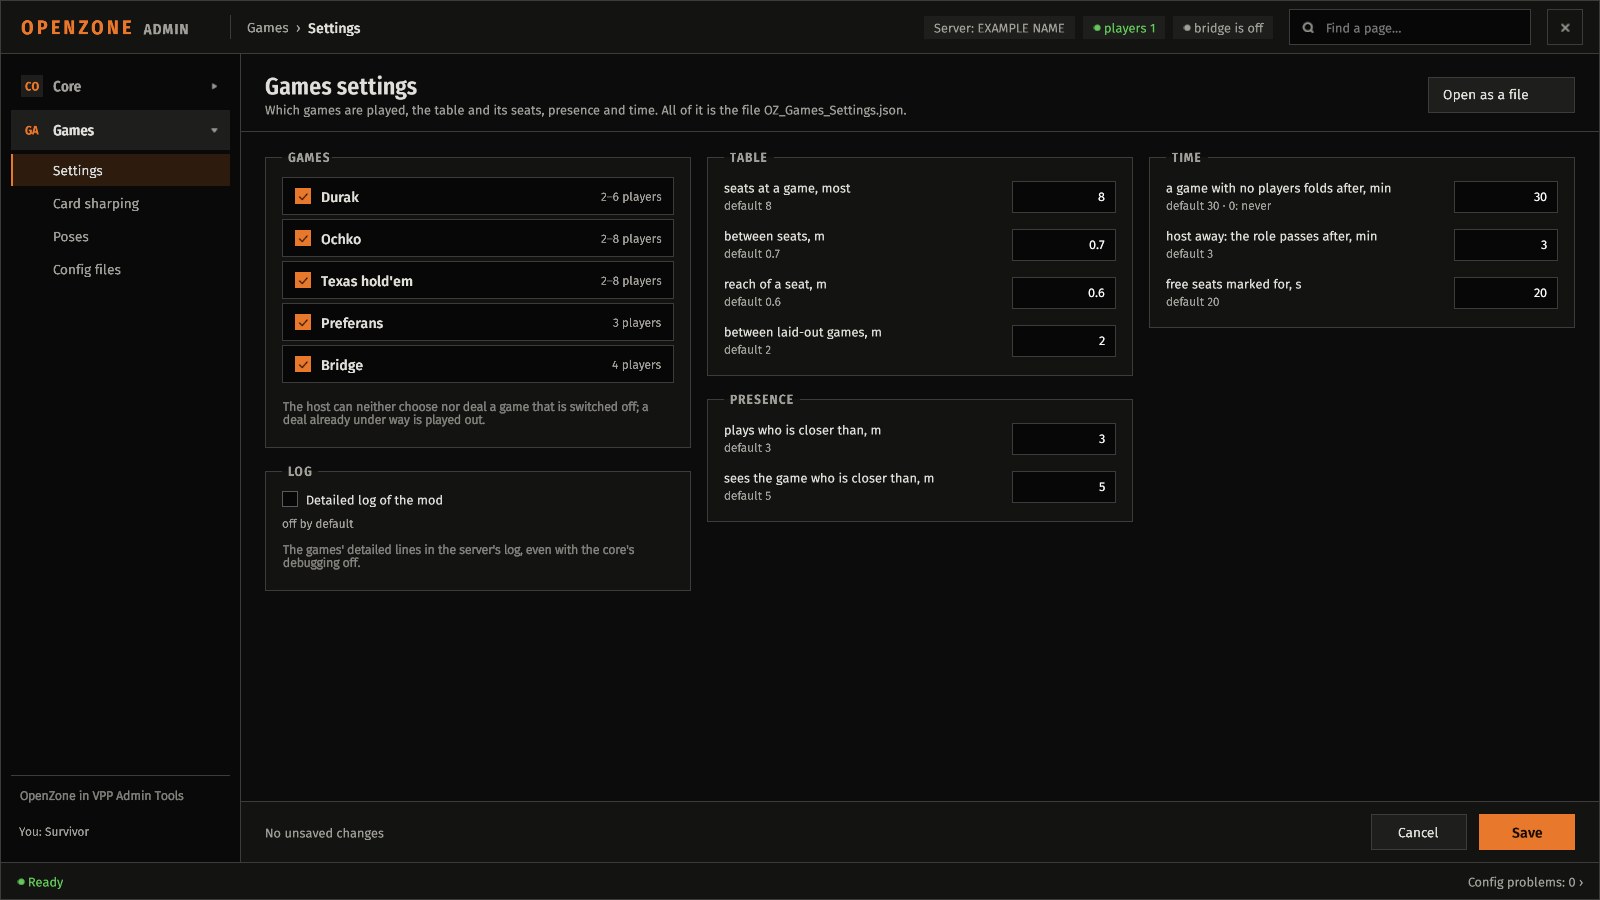 OPENZONE ADMIN
Games › Settings
Server: EXAMPLE NAME
players 1
bridge is off
Find a page...
CO Core
GA Games
Settings
Card sharping
Poses
Config files
OpenZone in VPP Admin Tools
You: Survivor
Games settings
Which games are played, the table and its seats, presence and time. All of it is the file OZ_Games_Settings.json.
Open as a file
GAMES
Durak 2–6 players
Ochko 2–8 players
Texas hold'em 2–8 players
Preferans 3 players
Bridge 4 players
The host can neither choose nor deal a game that is switched off; a
deal already under way is played out.
LOG
Detailed log of the mod
off by default
The games' detailed lines in the server's log, even with the core's
debugging off.
TABLE
seats at a game, most 8
default 8
between seats, m 0.7
default 0.7
reach of a seat, m 0.6
default 0.6
between laid-out games, m 2
default 2
PRESENCE
plays who is closer than, m 3
default 3
sees the game who is closer than, m 5
default 5
TIME
a game with no players folds after, min 30
default 30 · 0: never
host away: the role passes after, min 3
default 3
free seats marked for, s 20
default 20
No unsaved changes
Cancel
Save
Ready
Config problems: 0 ›